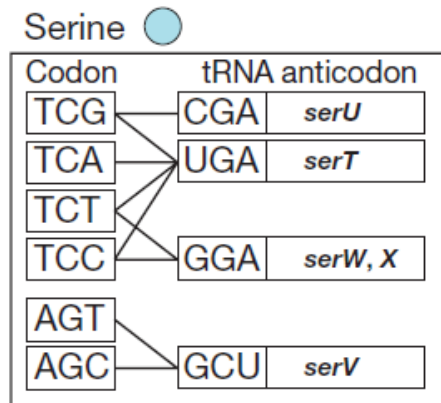 Serine
Codon tRNA anticodon
TCG CGA serU
TCA UGA serT
TCT
TCC GGA serW, X
AGT
AGC GCU serV